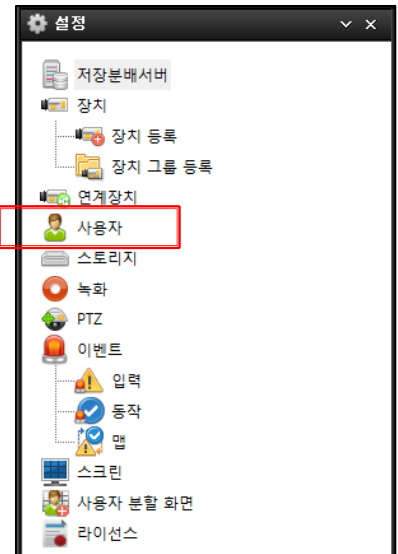 설정
저장분배서버
장치
장치 등록
장치 그룹 등록
연계장치
사용자
스토리지
녹화
PTZ
이벤트
입력
동작
맵
스크린
사용자 분할 화면
라이선스